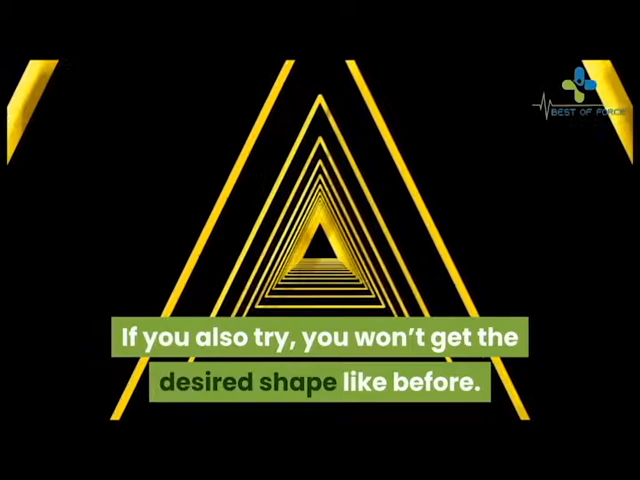 BEST OF FORCE
If you also try, you won't get the
desired shape like before.